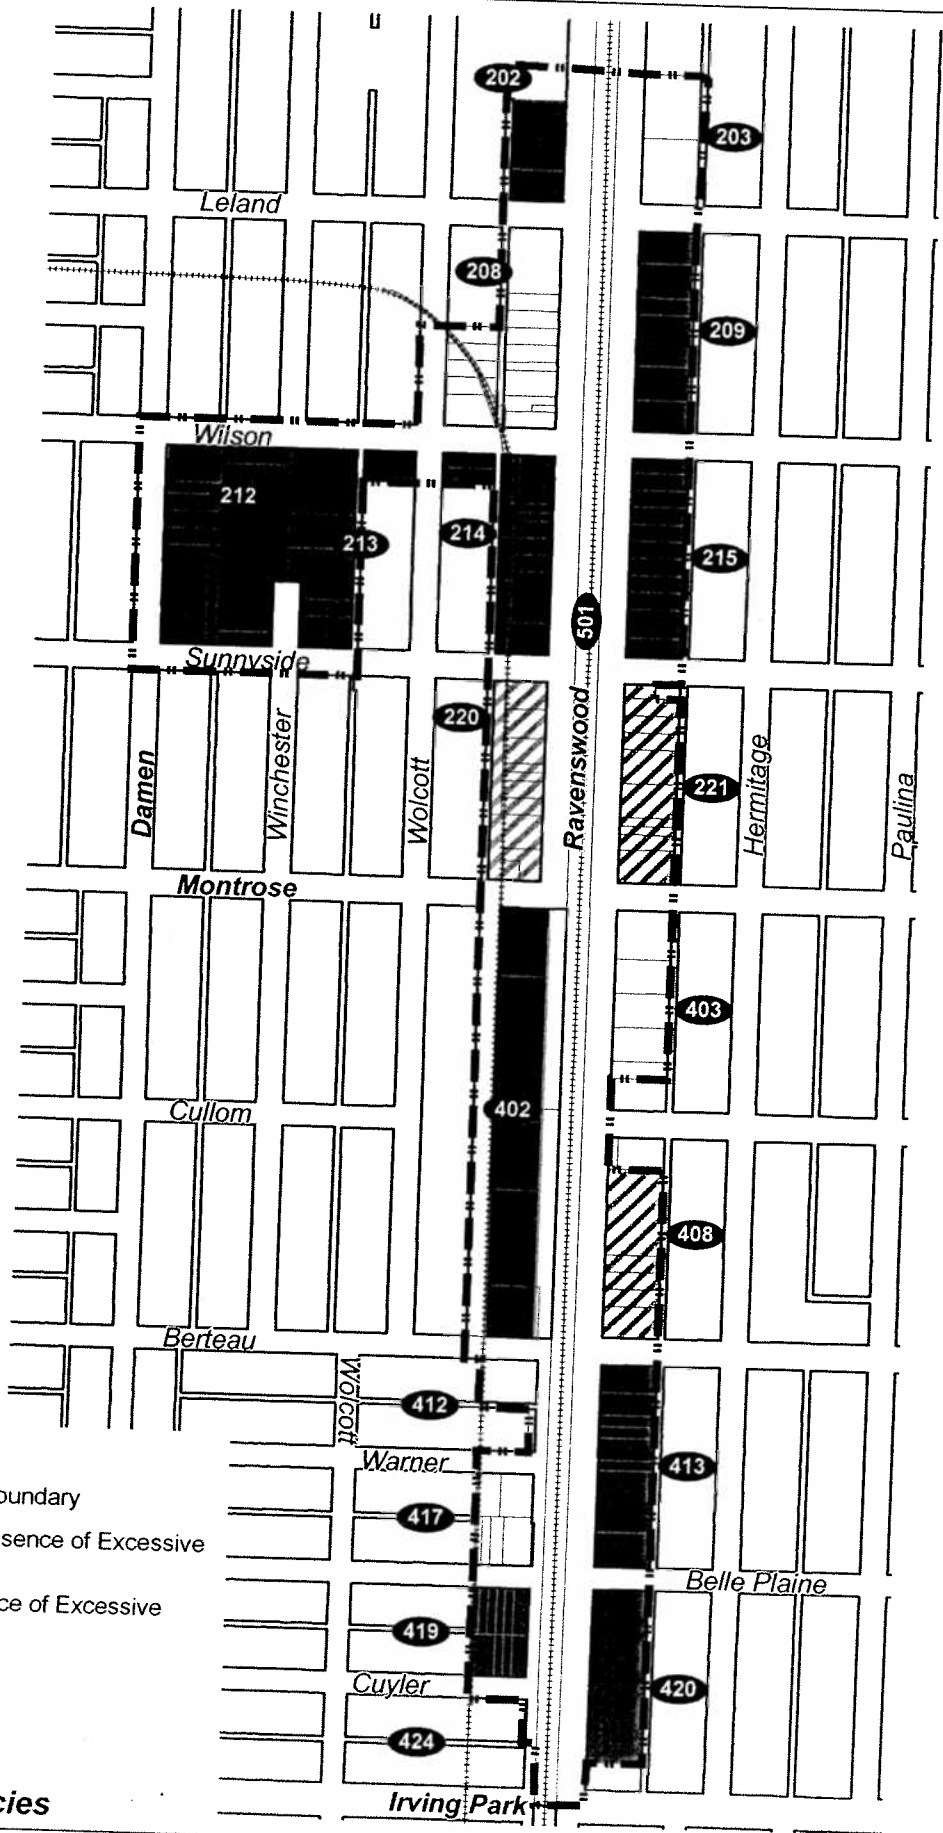 202
203
Leland
208
209
Wilson
212
213
214
215
501
Sunnyside
220
Ravenswood
221
Damen
Winchester
Wolcott
Hermitage
Paulina
Montrose
403
402
Cullom
408
Berteau
Wolcott
412
413
Warner
oundary
417
sence of Excessive
Belle Plaine
ce of Excessive
419
420
Cuyler
424
cies
Irving Park